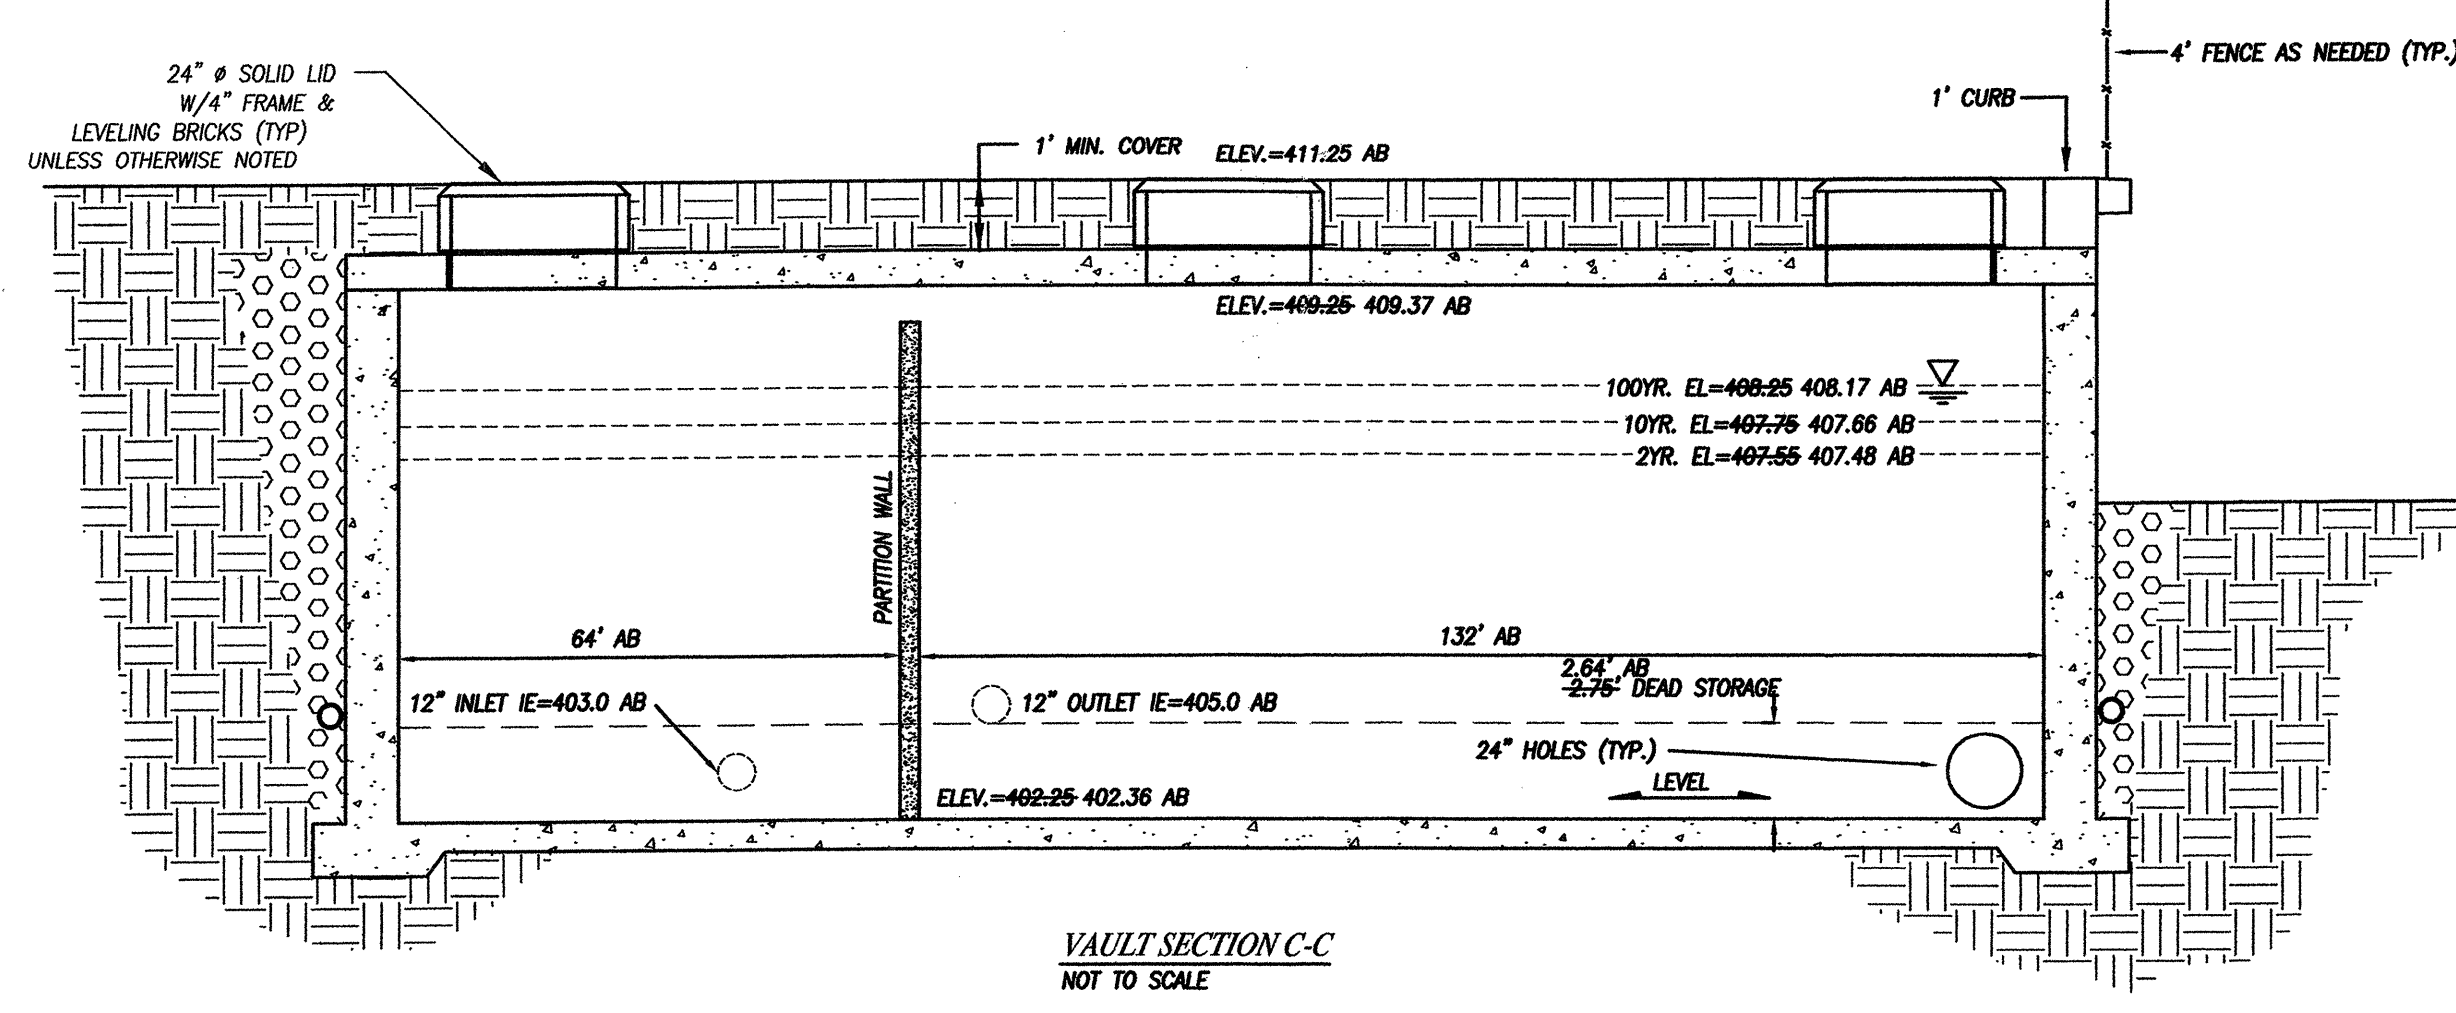 24" ø SOLID LID
W/4" FRAME &
LEVELING BRICKS (TYP)
UNLESS OTHERWISE NOTED
1' MIN. COVER
ELEV.=411.25 AB
1' CURB
4' FENCE AS NEEDED (TYP.)
ELEV.=409.25 409.37 AB
100YR. EL=408.25 408.17 AB
10YR. EL=407.75 407.66 AB
2YR. EL=407.55 407.48 AB
PARTITION WALL
64' AB
132' AB
2.64' AB
2.75' DEAD STORAGE
12" INLET IE=403.0 AB
12" OUTLET IE=405.0 AB
24" HOLES (TYP.)
LEVEL
ELEV.=402.25 402.36 AB
VAULT SECTION C-C
NOT TO SCALE